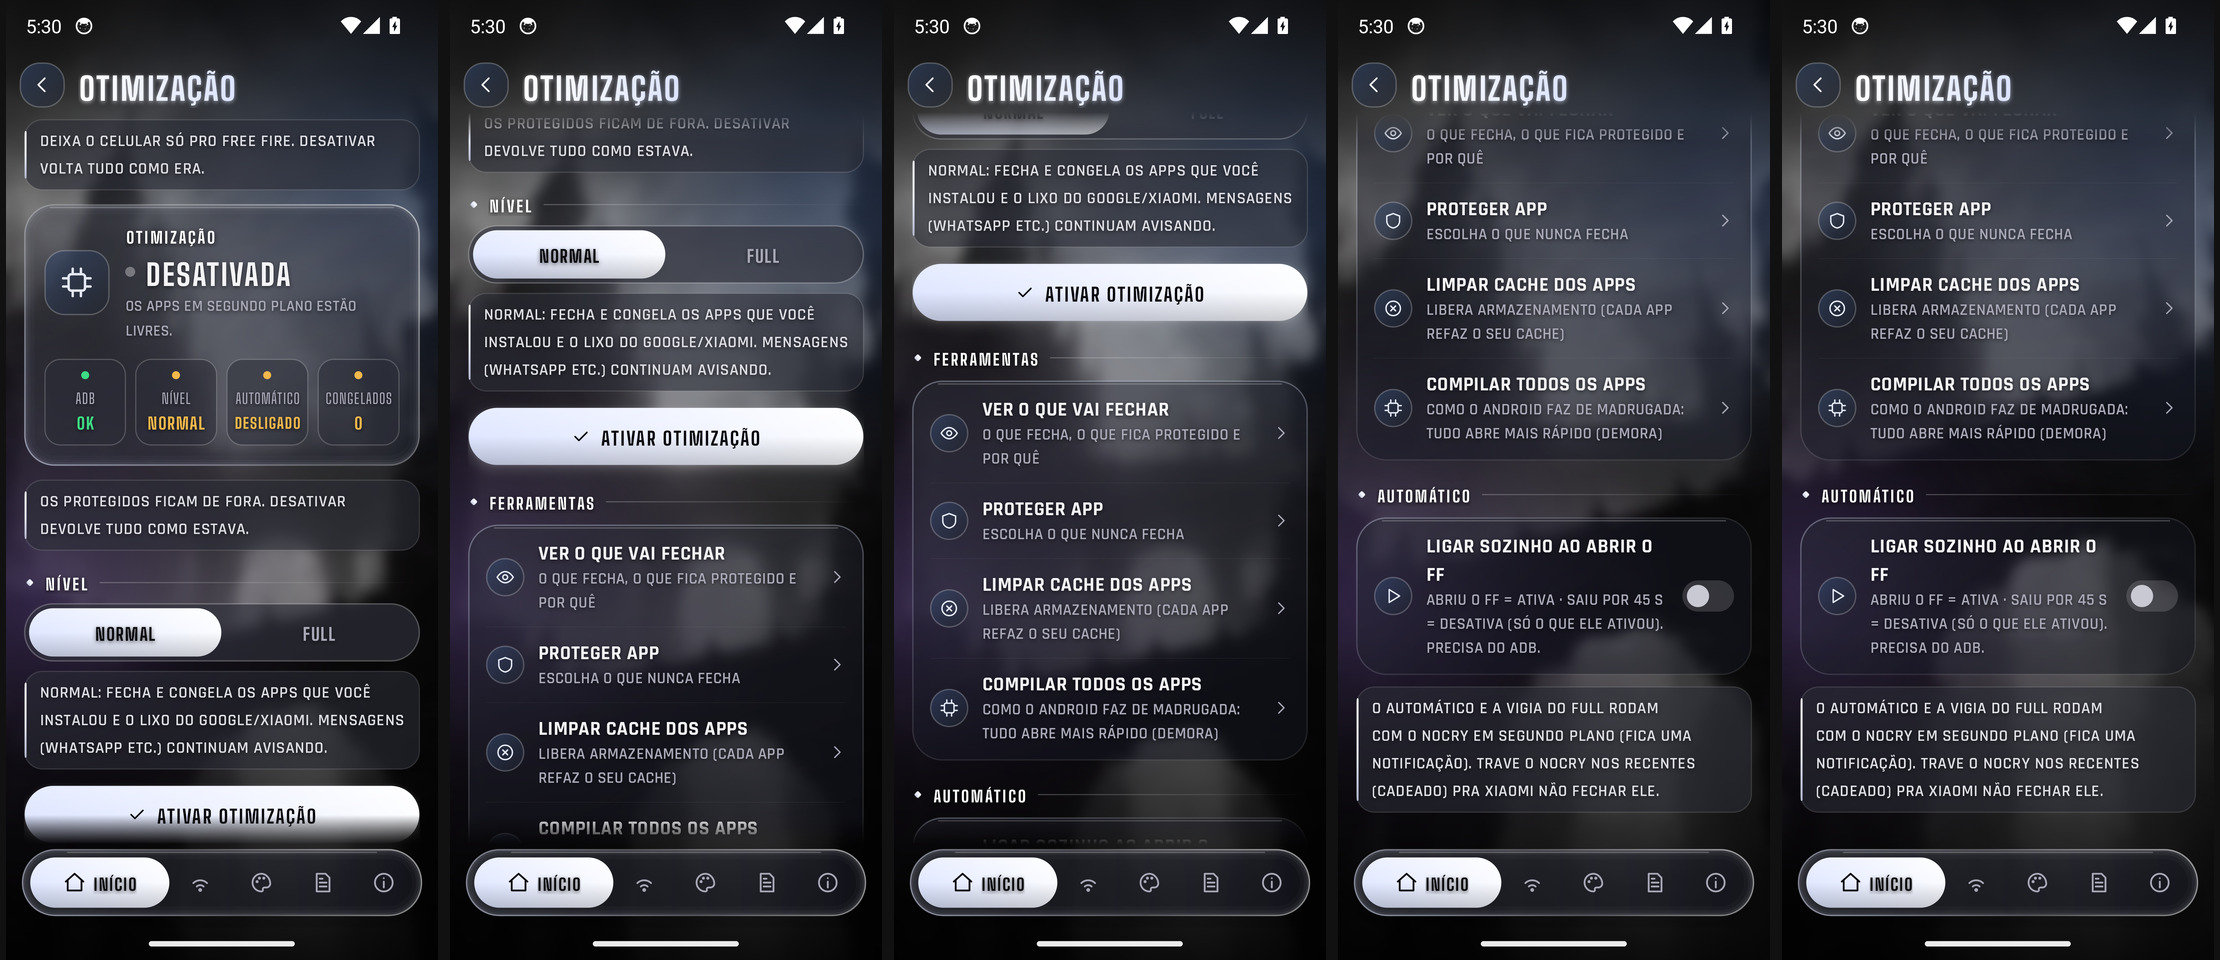 5:30
OTIMIZAÇÃO
DEIXA O CELULAR SÓ PRO FREE FIRE. DESATIVAR
VOLTA TUDO COMO ERA.
OTIMIZAÇÃO
DESATIVADA
OS APPS EM SEGUNDO PLANO ESTÃO
LIVRES.
ADB
OK
NÍVEL
NORMAL
AUTOMÁTICO
DESLIGADO
CONGELADOS
0
OS PROTEGIDOS FICAM DE FORA. DESATIVAR
DEVOLVE TUDO COMO ESTAVA.
NÍVEL
NORMAL
FULL
NORMAL: FECHA E CONGELA OS APPS QUE VOCÊ
INSTALOU E O LIXO DO GOOGLE/XIAOMI. MENSAGENS
(WHATSAPP ETC.) CONTINUAM AVISANDO.
ATIVAR OTIMIZAÇÃO
INÍCIO
5:30
OTIMIZAÇÃO
OS PROTEGIDOS FICAM DE FORA. DESATIVAR
DEVOLVE TUDO COMO ESTAVA.
NÍVEL
NORMAL
FULL
NORMAL: FECHA E CONGELA OS APPS QUE VOCÊ
INSTALOU E O LIXO DO GOOGLE/XIAOMI. MENSAGENS
(WHATSAPP ETC.) CONTINUAM AVISANDO.
ATIVAR OTIMIZAÇÃO
FERRAMENTAS
VER O QUE VAI FECHAR
O QUE FECHA, O QUE FICA PROTEGIDO E
POR QUÊ
PROTEGER APP
ESCOLHA O QUE NUNCA FECHA
LIMPAR CACHE DOS APPS
LIBERA ARMAZENAMENTO (CADA APP
REFAZ O SEU CACHE)
COMPILAR TODOS OS APPS
INÍCIO
5:30
OTIMIZAÇÃO
NORMAL
FULL
NORMAL: FECHA E CONGELA OS APPS QUE VOCÊ
INSTALOU E O LIXO DO GOOGLE/XIAOMI. MENSAGENS
(WHATSAPP ETC.) CONTINUAM AVISANDO.
ATIVAR OTIMIZAÇÃO
FERRAMENTAS
VER O QUE VAI FECHAR
O QUE FECHA, O QUE FICA PROTEGIDO E
POR QUÊ
PROTEGER APP
ESCOLHA O QUE NUNCA FECHA
LIMPAR CACHE DOS APPS
LIBERA ARMAZENAMENTO (CADA APP
REFAZ O SEU CACHE)
COMPILAR TODOS OS APPS
COMO O ANDROID FAZ DE MADRUGADA:
TUDO ABRE MAIS RÁPIDO (DEMORA)
AUTOMÁTICO
LIGAR SOZINHO AO ABRIR O
INÍCIO
5:30
OTIMIZAÇÃO
O QUE FECHA, O QUE FICA PROTEGIDO E
POR QUÊ
PROTEGER APP
ESCOLHA O QUE NUNCA FECHA
LIMPAR CACHE DOS APPS
LIBERA ARMAZENAMENTO (CADA APP
REFAZ O SEU CACHE)
COMPILAR TODOS OS APPS
COMO O ANDROID FAZ DE MADRUGADA:
TUDO ABRE MAIS RÁPIDO (DEMORA)
AUTOMÁTICO
LIGAR SOZINHO AO ABRIR O
FF
ABRIU O FF = ATIVA · SAIU POR 45 S
= DESATIVA (SÓ O QUE ELE ATIVOU).
PRECISA DO ADB.
O AUTOMÁTICO E A VIGIA DO FULL RODAM
COM O NOCRY EM SEGUNDO PLANO (FICA UMA
NOTIFICAÇÃO). TRAVE O NOCRY NOS RECENTES
(CADEADO) PRA XIAOMI NÃO FECHAR ELE.
INÍCIO
5:30
OTIMIZAÇÃO
O QUE FECHA, O QUE FICA PROTEGIDO E
POR QUÊ
PROTEGER APP
ESCOLHA O QUE NUNCA FECHA
LIMPAR CACHE DOS APPS
LIBERA ARMAZENAMENTO (CADA APP
REFAZ O SEU CACHE)
COMPILAR TODOS OS APPS
COMO O ANDROID FAZ DE MADRUGADA:
TUDO ABRE MAIS RÁPIDO (DEMORA)
AUTOMÁTICO
LIGAR SOZINHO AO ABRIR O
FF
ABRIU O FF = ATIVA · SAIU POR 45 S
= DESATIVA (SÓ O QUE ELE ATIVOU).
PRECISA DO ADB.
O AUTOMÁTICO E A VIGIA DO FULL RODAM
COM O NOCRY EM SEGUNDO PLANO (FICA UMA
NOTIFICAÇÃO). TRAVE O NOCRY NOS RECENTES
(CADEADO) PRA XIAOMI NÃO FECHAR ELE.
INÍCIO